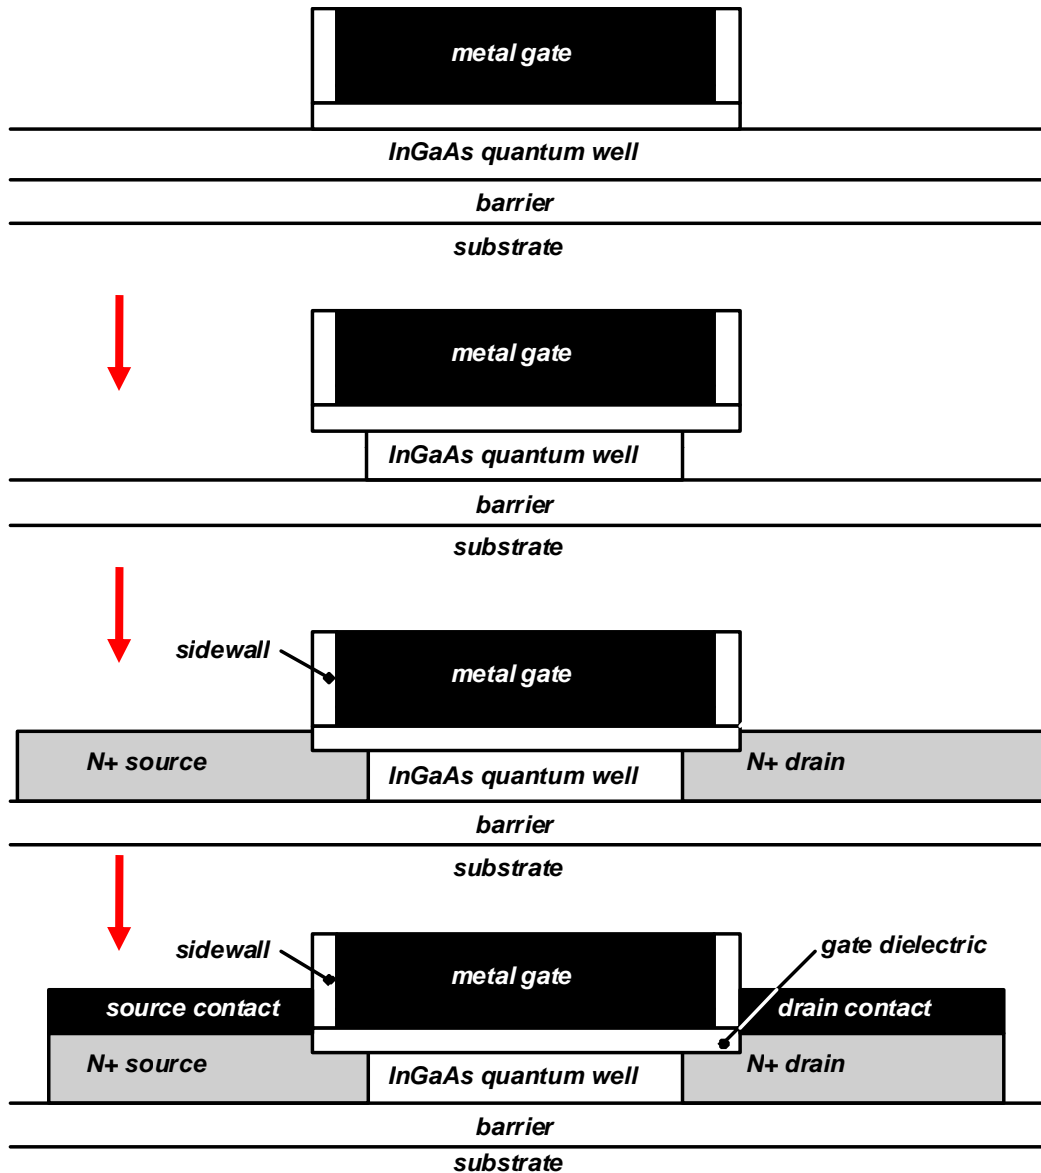 metal gate
InGaAs quantum well
barrier
substrate
metal gate
InGaAs quantum well
barrier
substrate
sidewall
metal gate
N+ source
N+ drain
InGaAs quantum well
barrier
substrate
sidewall
gate dielectric
metal gate
source contact
drain contact
N+ source
N+ drain
InGaAs quantum well
barrier
substrate